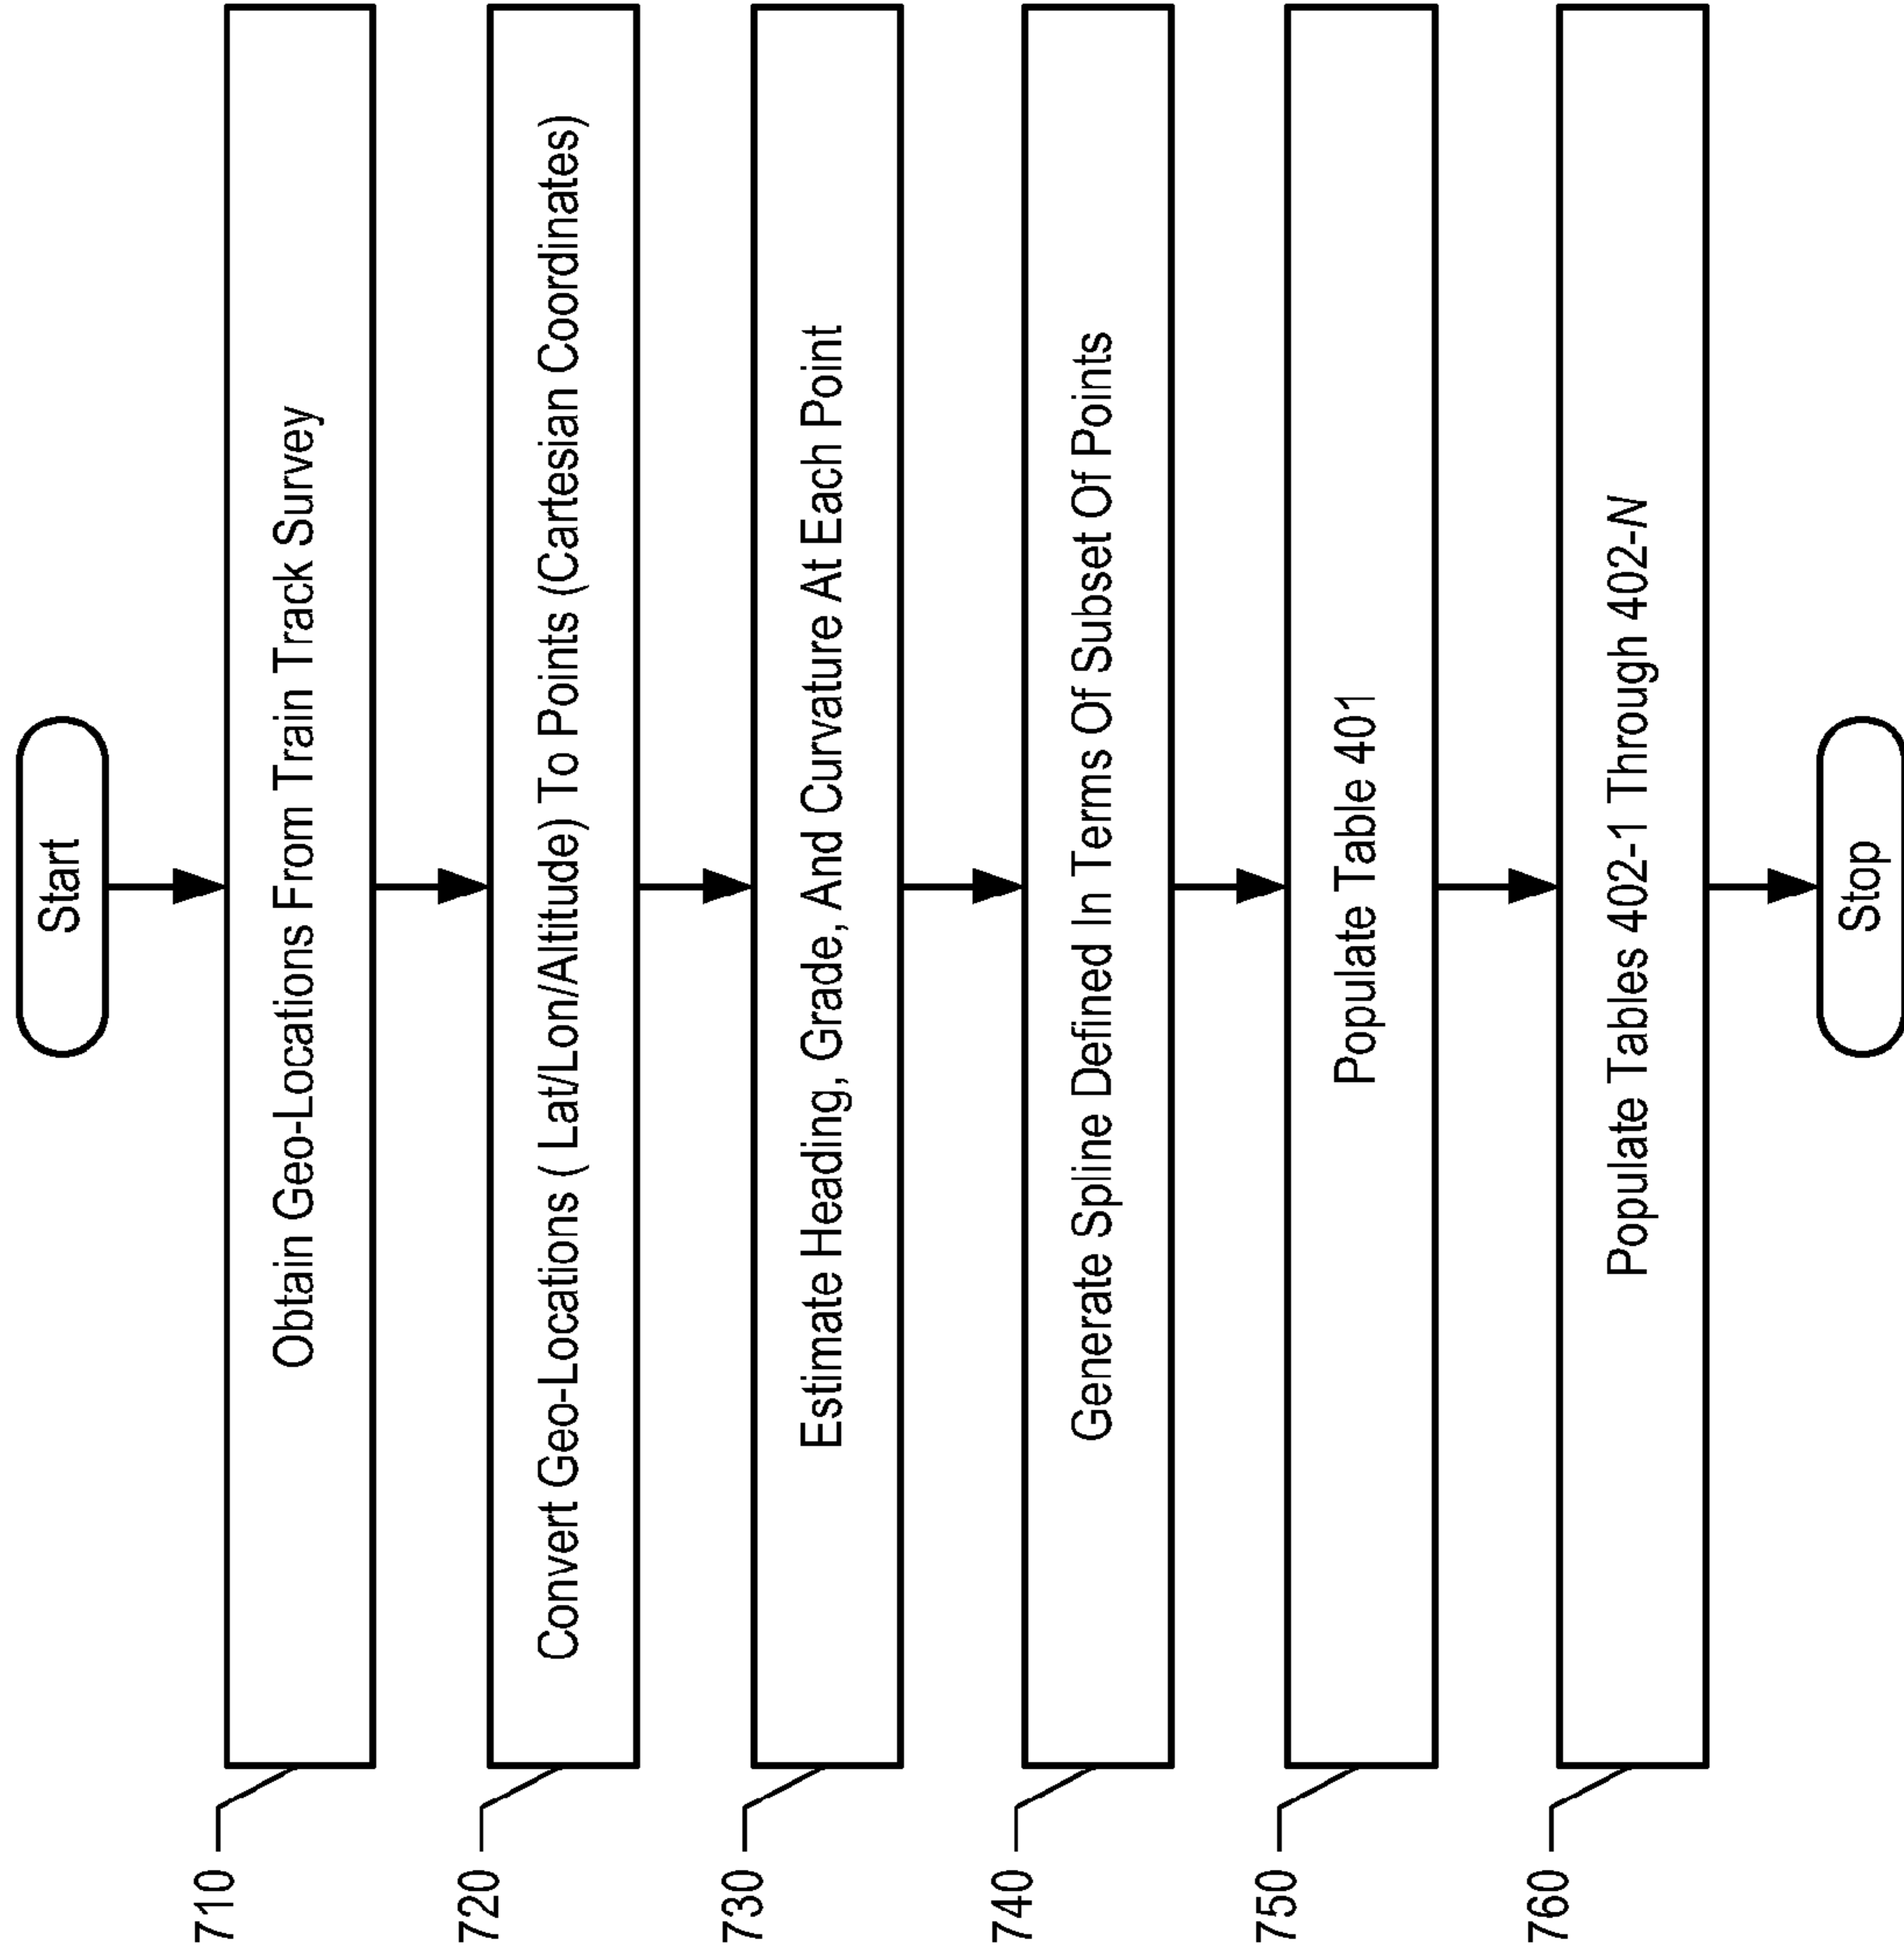 Start
710
Obtain Geo-Locations From Train Track Survey
720
Convert Geo-Locations ( Lat/Lon/Altitude) To Points (Cartesian Coordinates)
730
Estimate Heading, Grade, And Curvature At Each Point
740
Generate Spline Defined In Terms Of Subset Of Points
750
Populate Table 401
760
Populate Tables 402-1 Through 402-N
Stop